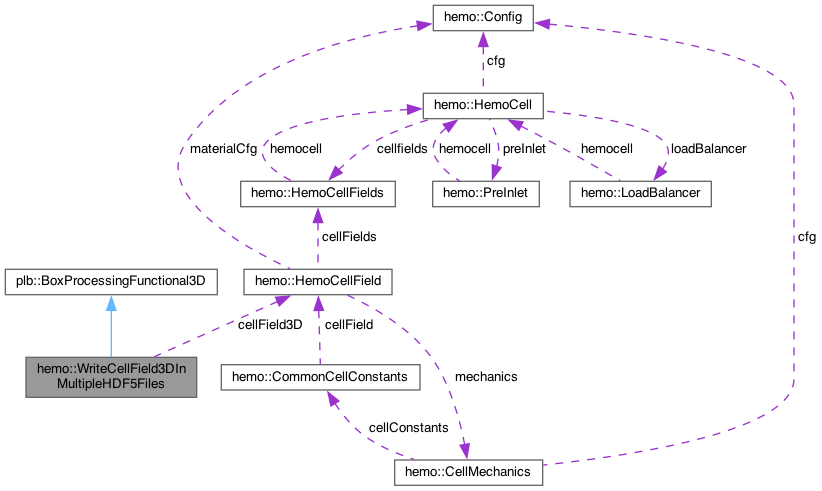 hemo::Config
cfg
hemo::HemoCell
materialCfg
hemocell
cellfields
hemocell
preInlet
hemocell
loadBalancer
hemo::HemoCellFields
hemo::PreInlet
hemo::LoadBalancer
cellFields
cfg
plb::BoxProcessingFunctional3D
hemo::HemoCellField
cellField3D
cellField
hemo::WriteCellField3DIn
MultipleHDF5Files
hemo::CommonCellConstants
mechanics
cellConstants
hemo::CellMechanics